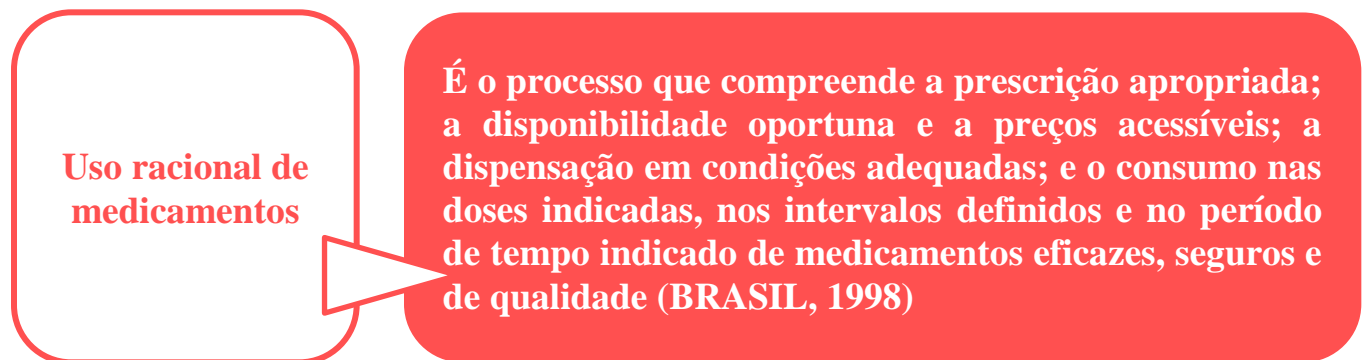 Uso racional de
medicamentos
É o processo que compreende a prescrição apropriada;
a disponibilidade oportuna e a preços acessíveis; a
dispensação em condições adequadas; e o consumo nas
doses indicadas, nos intervalos definidos e no período
de tempo indicado de medicamentos eficazes, seguros e
de qualidade (BRASIL, 1998)